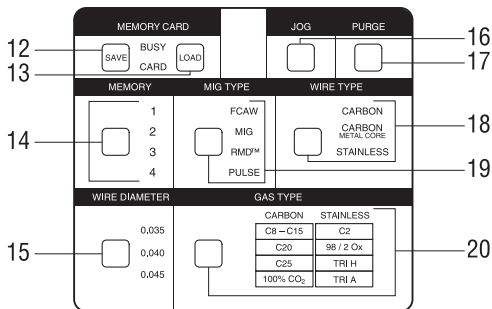 MEMORY CARD
JOG
PURGE
12
SAVE
BUSY
CARD
LOAD
13
16
17
MEMORY
MIG TYPE
WIRE TYPE
14
1
2
3
4
FCAW
MIG
RMD™
PULSE
CARBON
CARBON
METAL CORE
STAINLESS
18
19
WIRE DIAMETER
GAS TYPE
15
0.035
0.040
0.045
CARBON STAINLESS
C8 – C15 C2
C20 98 / 2 Ox
C25 TRI H
100% CO₂ TRI A
20